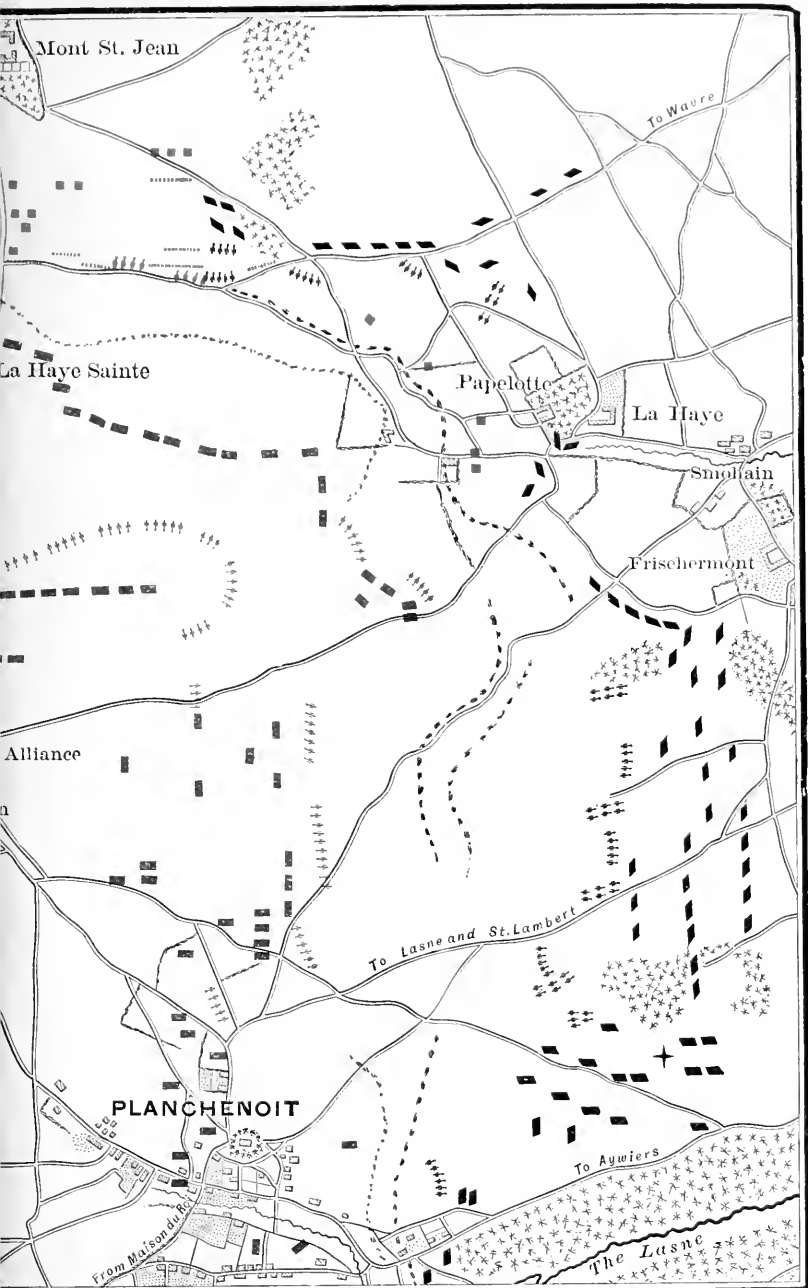 Mont St. Jean
To Wavre
La Haye Sainte
Papelotte
La Haye
Smohain
Frischermont
Alliance
n
To Lasne and St. Lambert
PLANCHENOIT
To Aywiers
From Maison du R
The Lasne